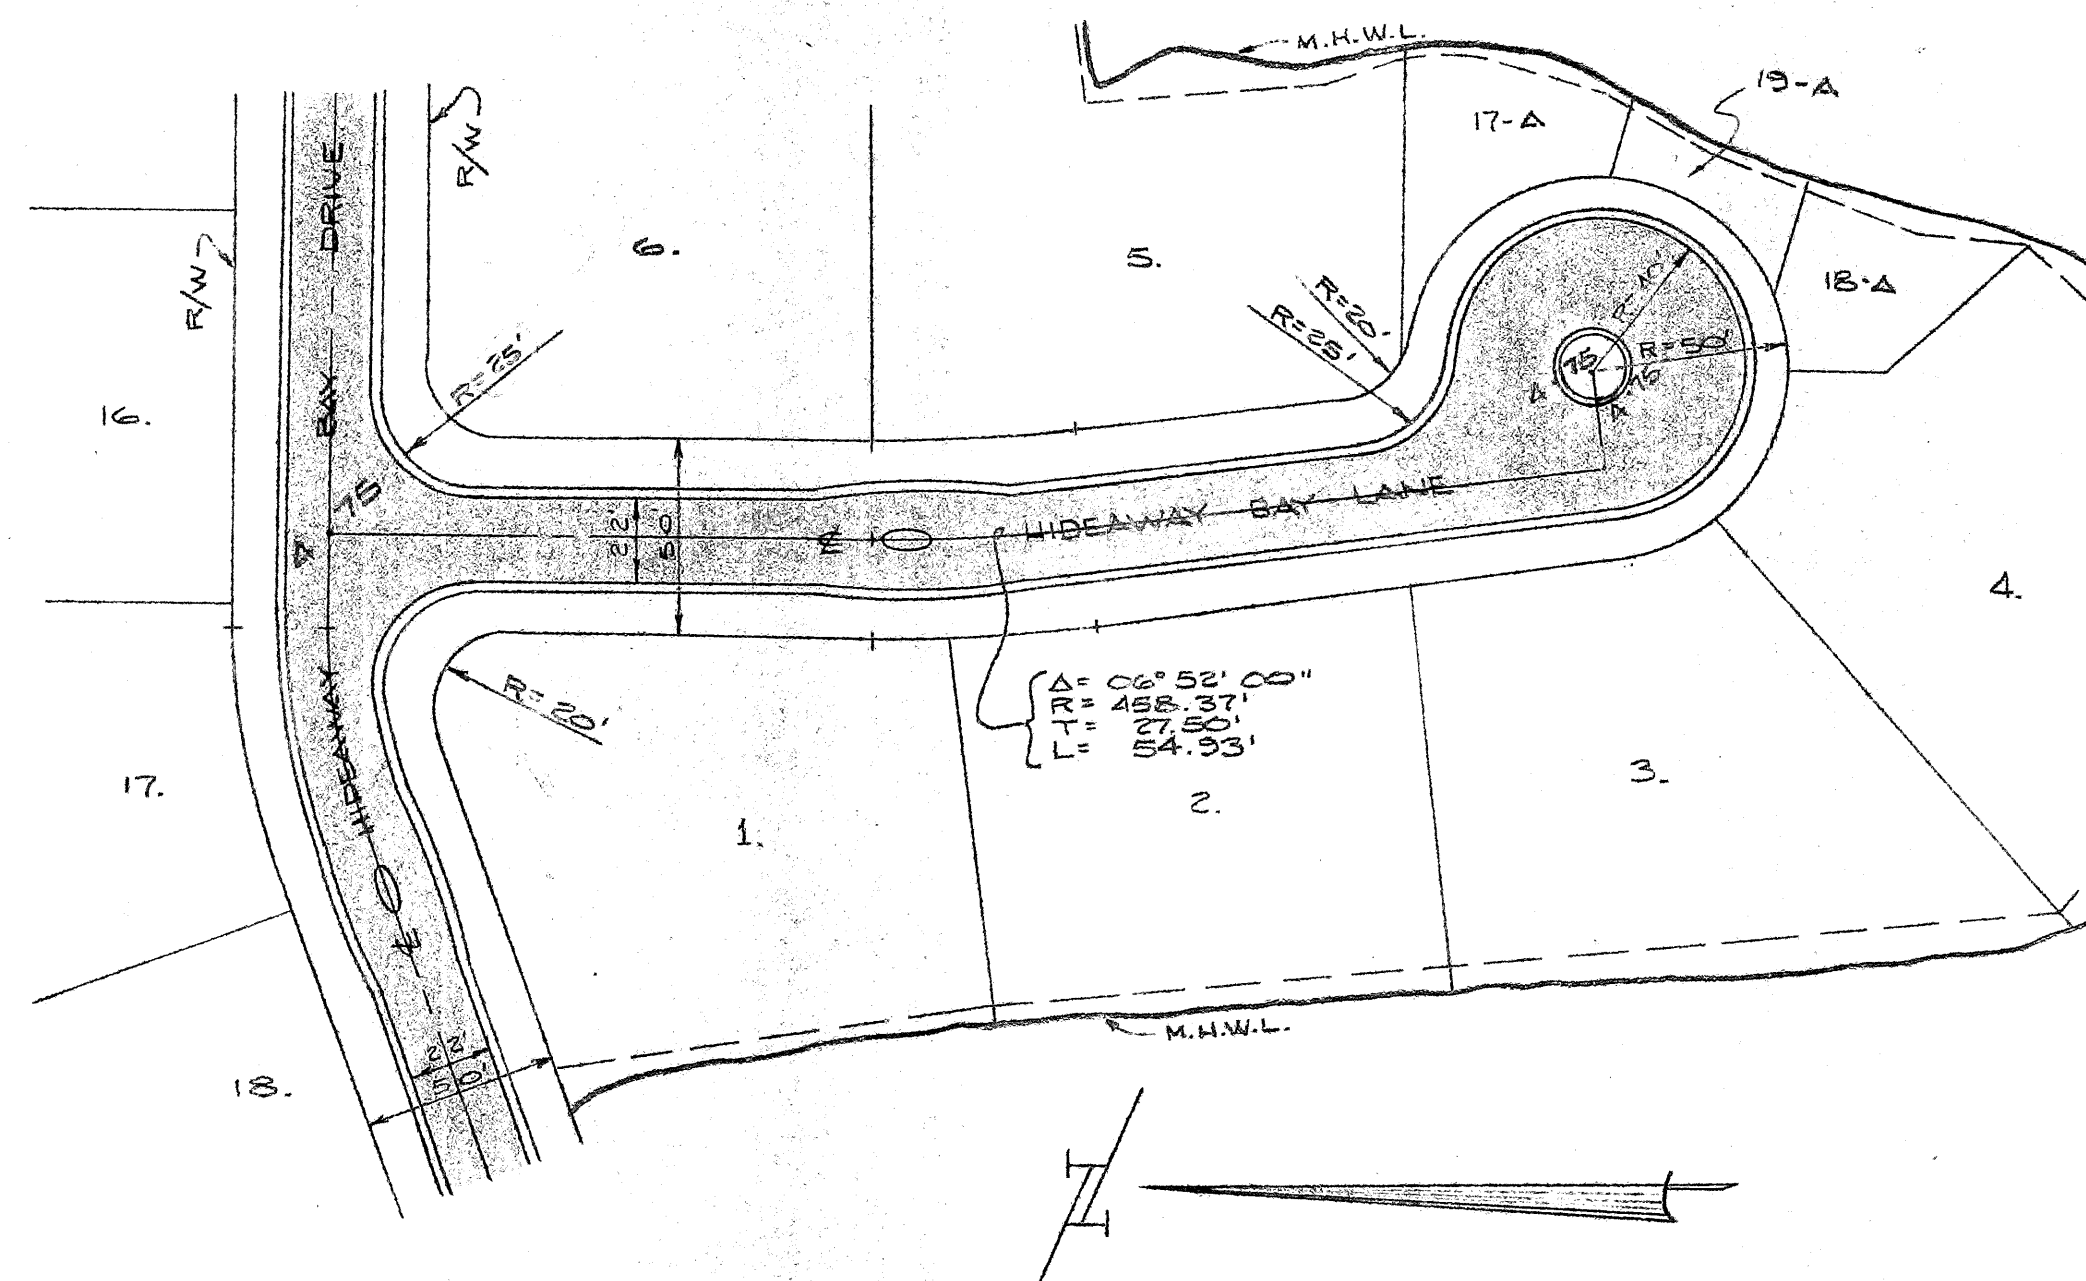 M.H.W.L.
19-A
17-A
R/W
BAY DRIVE
6.
5.
R/W
18-A
R=20'
R=25'
R=25'
R=50'
75
75
16.
75
22'
50'
℄
HIDEAWAY BAY LANE
4.
Δ= 06° 52' 00"
R= 458.37'
T= 27.50'
L= 54.93'
R=20'
HIDEAWAY
17.
1.
2.
3.
℄
M.H.W.L.
22'
50'
18.
N